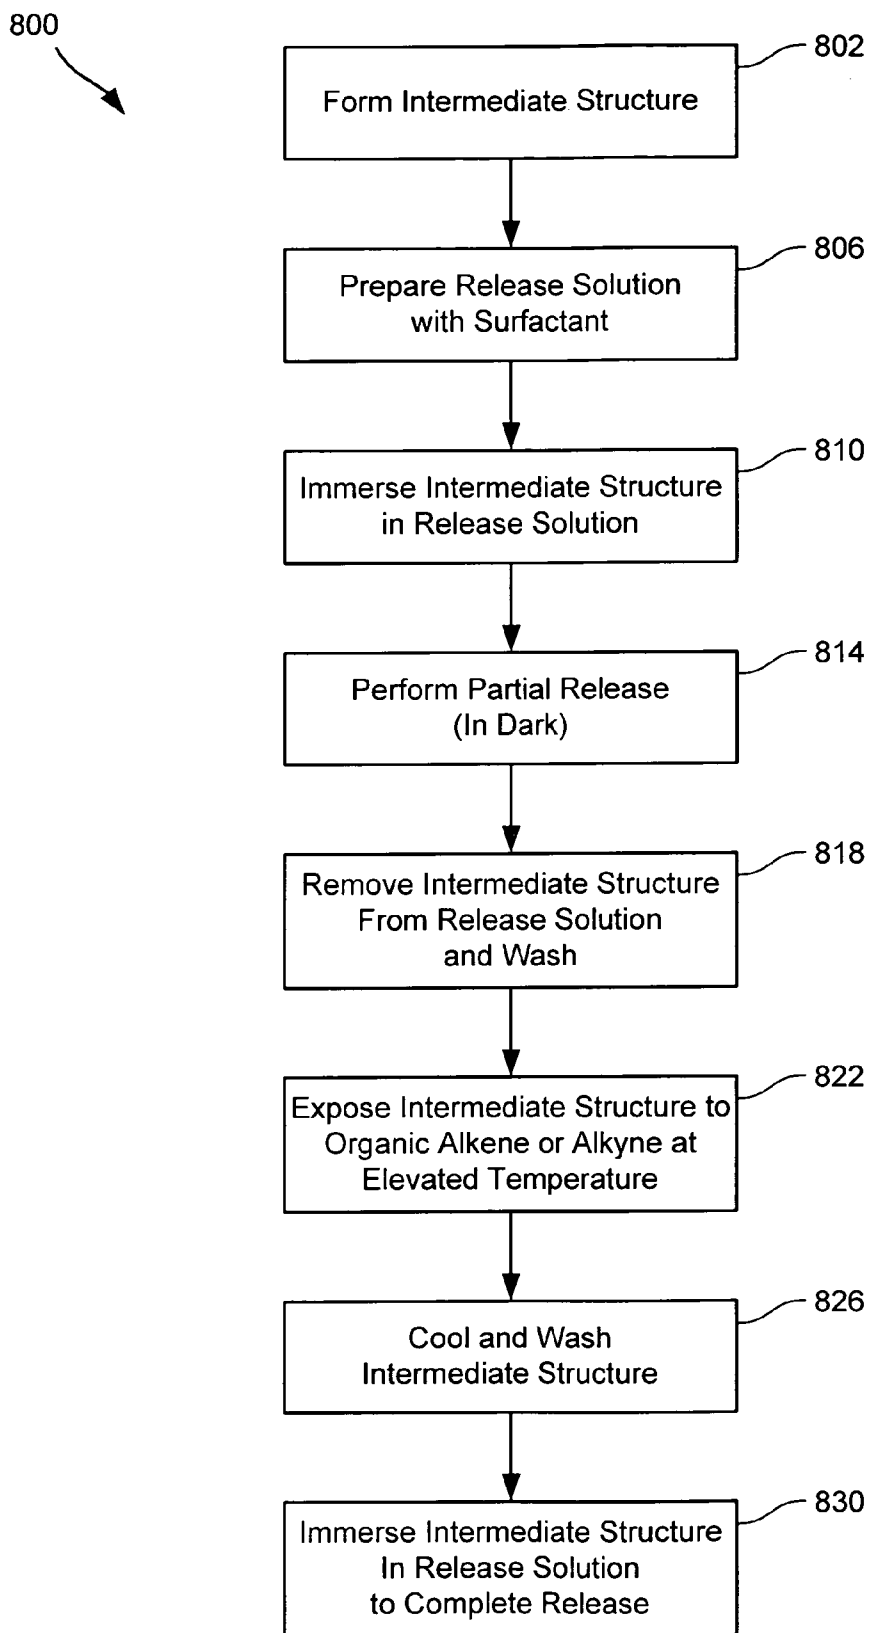 800
802
Form Intermediate Structure
806
Prepare Release Solution
with Surfactant
810
Immerse Intermediate Structure
in Release Solution
814
Perform Partial Release
(In Dark)
818
Remove Intermediate Structure
From Release Solution
and Wash
822
Expose Intermediate Structure to
Organic Alkene or Alkyne at
Elevated Temperature
826
Cool and Wash
Intermediate Structure
830
Immerse Intermediate Structure
In Release Solution
to Complete Release